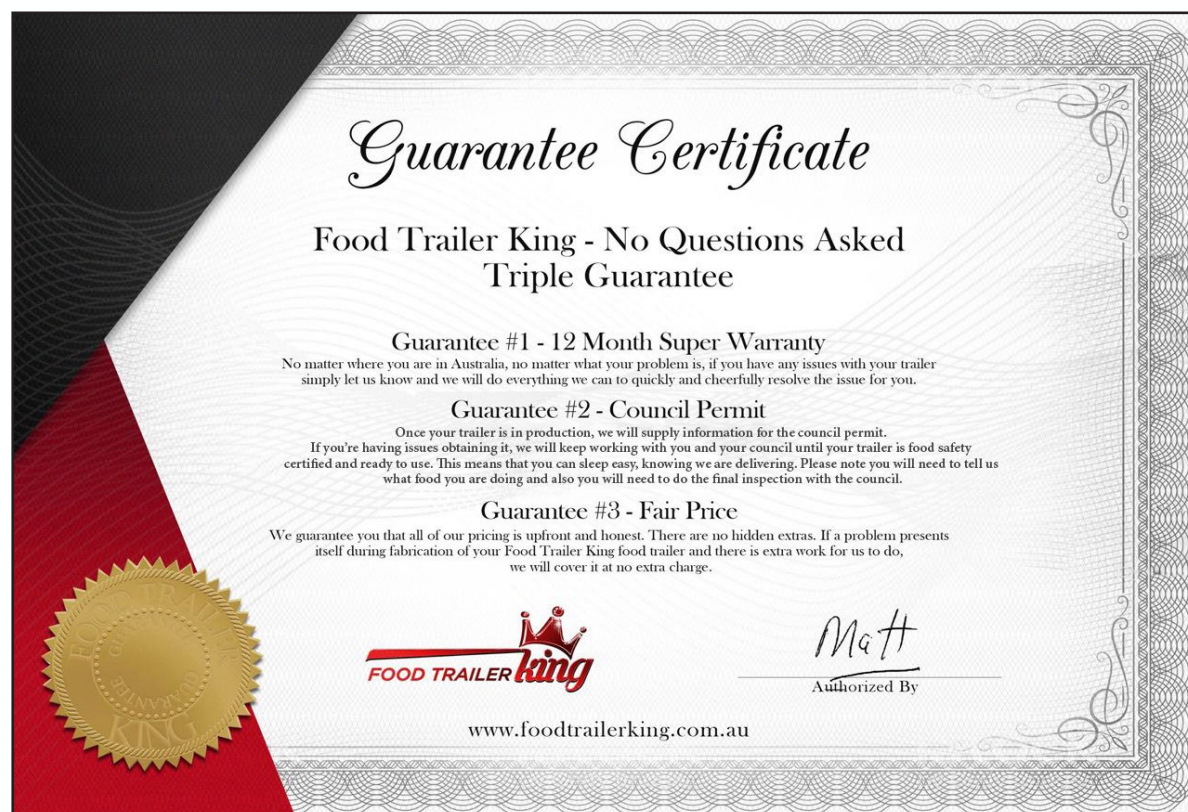 Guarantee Certificate
Food Trailer King - No Questions Asked
Triple Guarantee
Guarantee #1 - 12 Month Super Warranty
No matter where you are in Australia, no matter what your problem is, if you have any issues with your trailer
simply let us know and we will do everything we can to quickly and cheerfully resolve the issue for you.
Guarantee #2 - Council Permit
Once your trailer is in production, we will supply information for the council permit.
If you're having issues obtaining it, we will keep working with you and your council until your trailer is food safety
certified and ready to use. This means that you can sleep easy, knowing we are delivering. Please note you will need to tell us
what food you are doing and also you will need to do the final inspection with the council.
Guarantee #3 - Fair Price
We guarantee you that all of our pricing is upfront and honest. There are no hidden extras. If a problem presents
itself during fabrication of your Food Trailer King food trailer and there is extra work for us to do,
we will cover it at no extra charge.
FOOD TRAILER
KING
GUARANTEE
GUARANTEE
FOOD TRAILER king
Matt
Authorized By
www.foodtrailerking.com.au